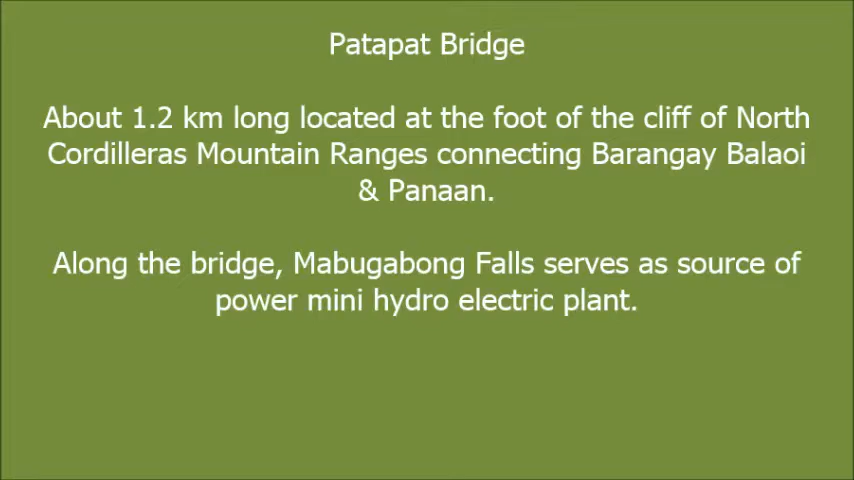 Patapat Bridge
About 1.2 km long located at the foot of the cliff of North
Cordilleras Mountain Ranges connecting Barangay Balaoi
& Panaan.
Along the bridge, Mabugabong Falls serves as source of
power mini hydro electric plant.